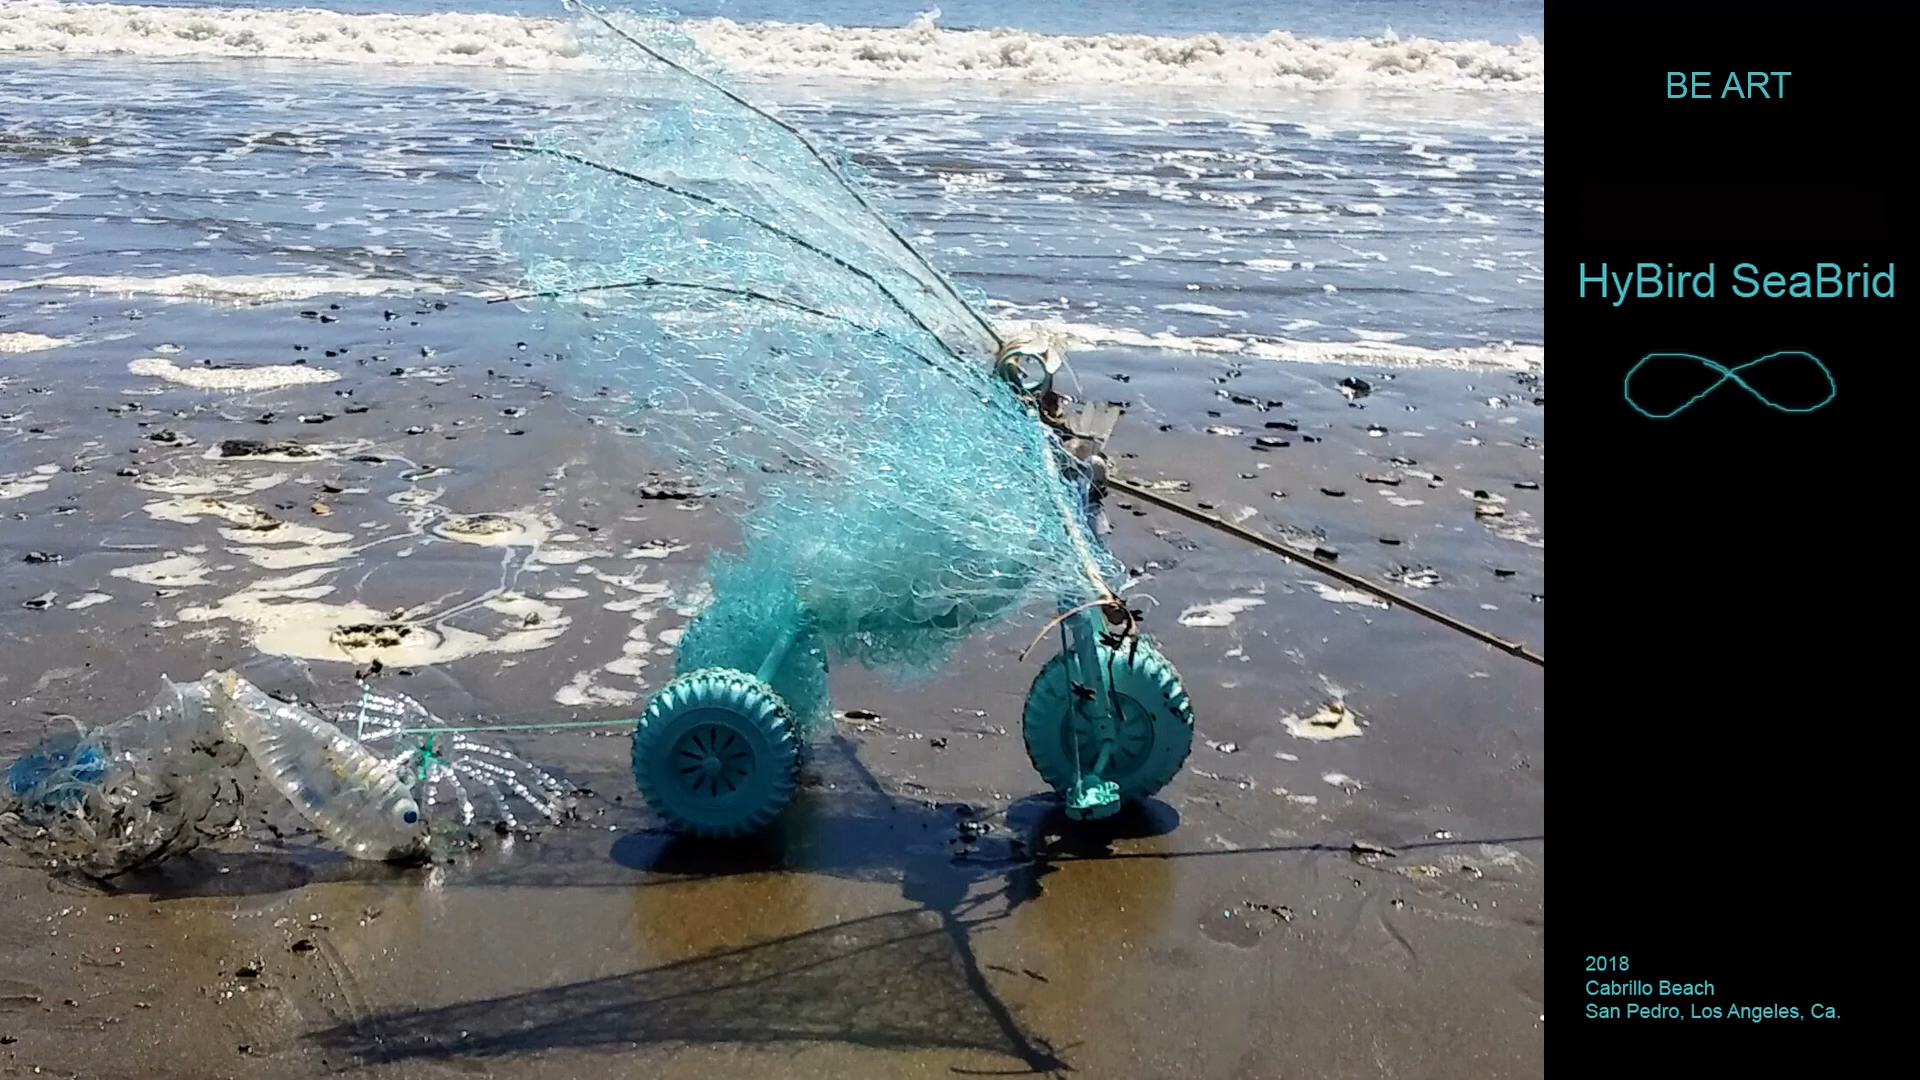 BE ART
HyBird SeaBrid
2018
Cabrillo Beach
San Pedro, Los Angeles, Ca.